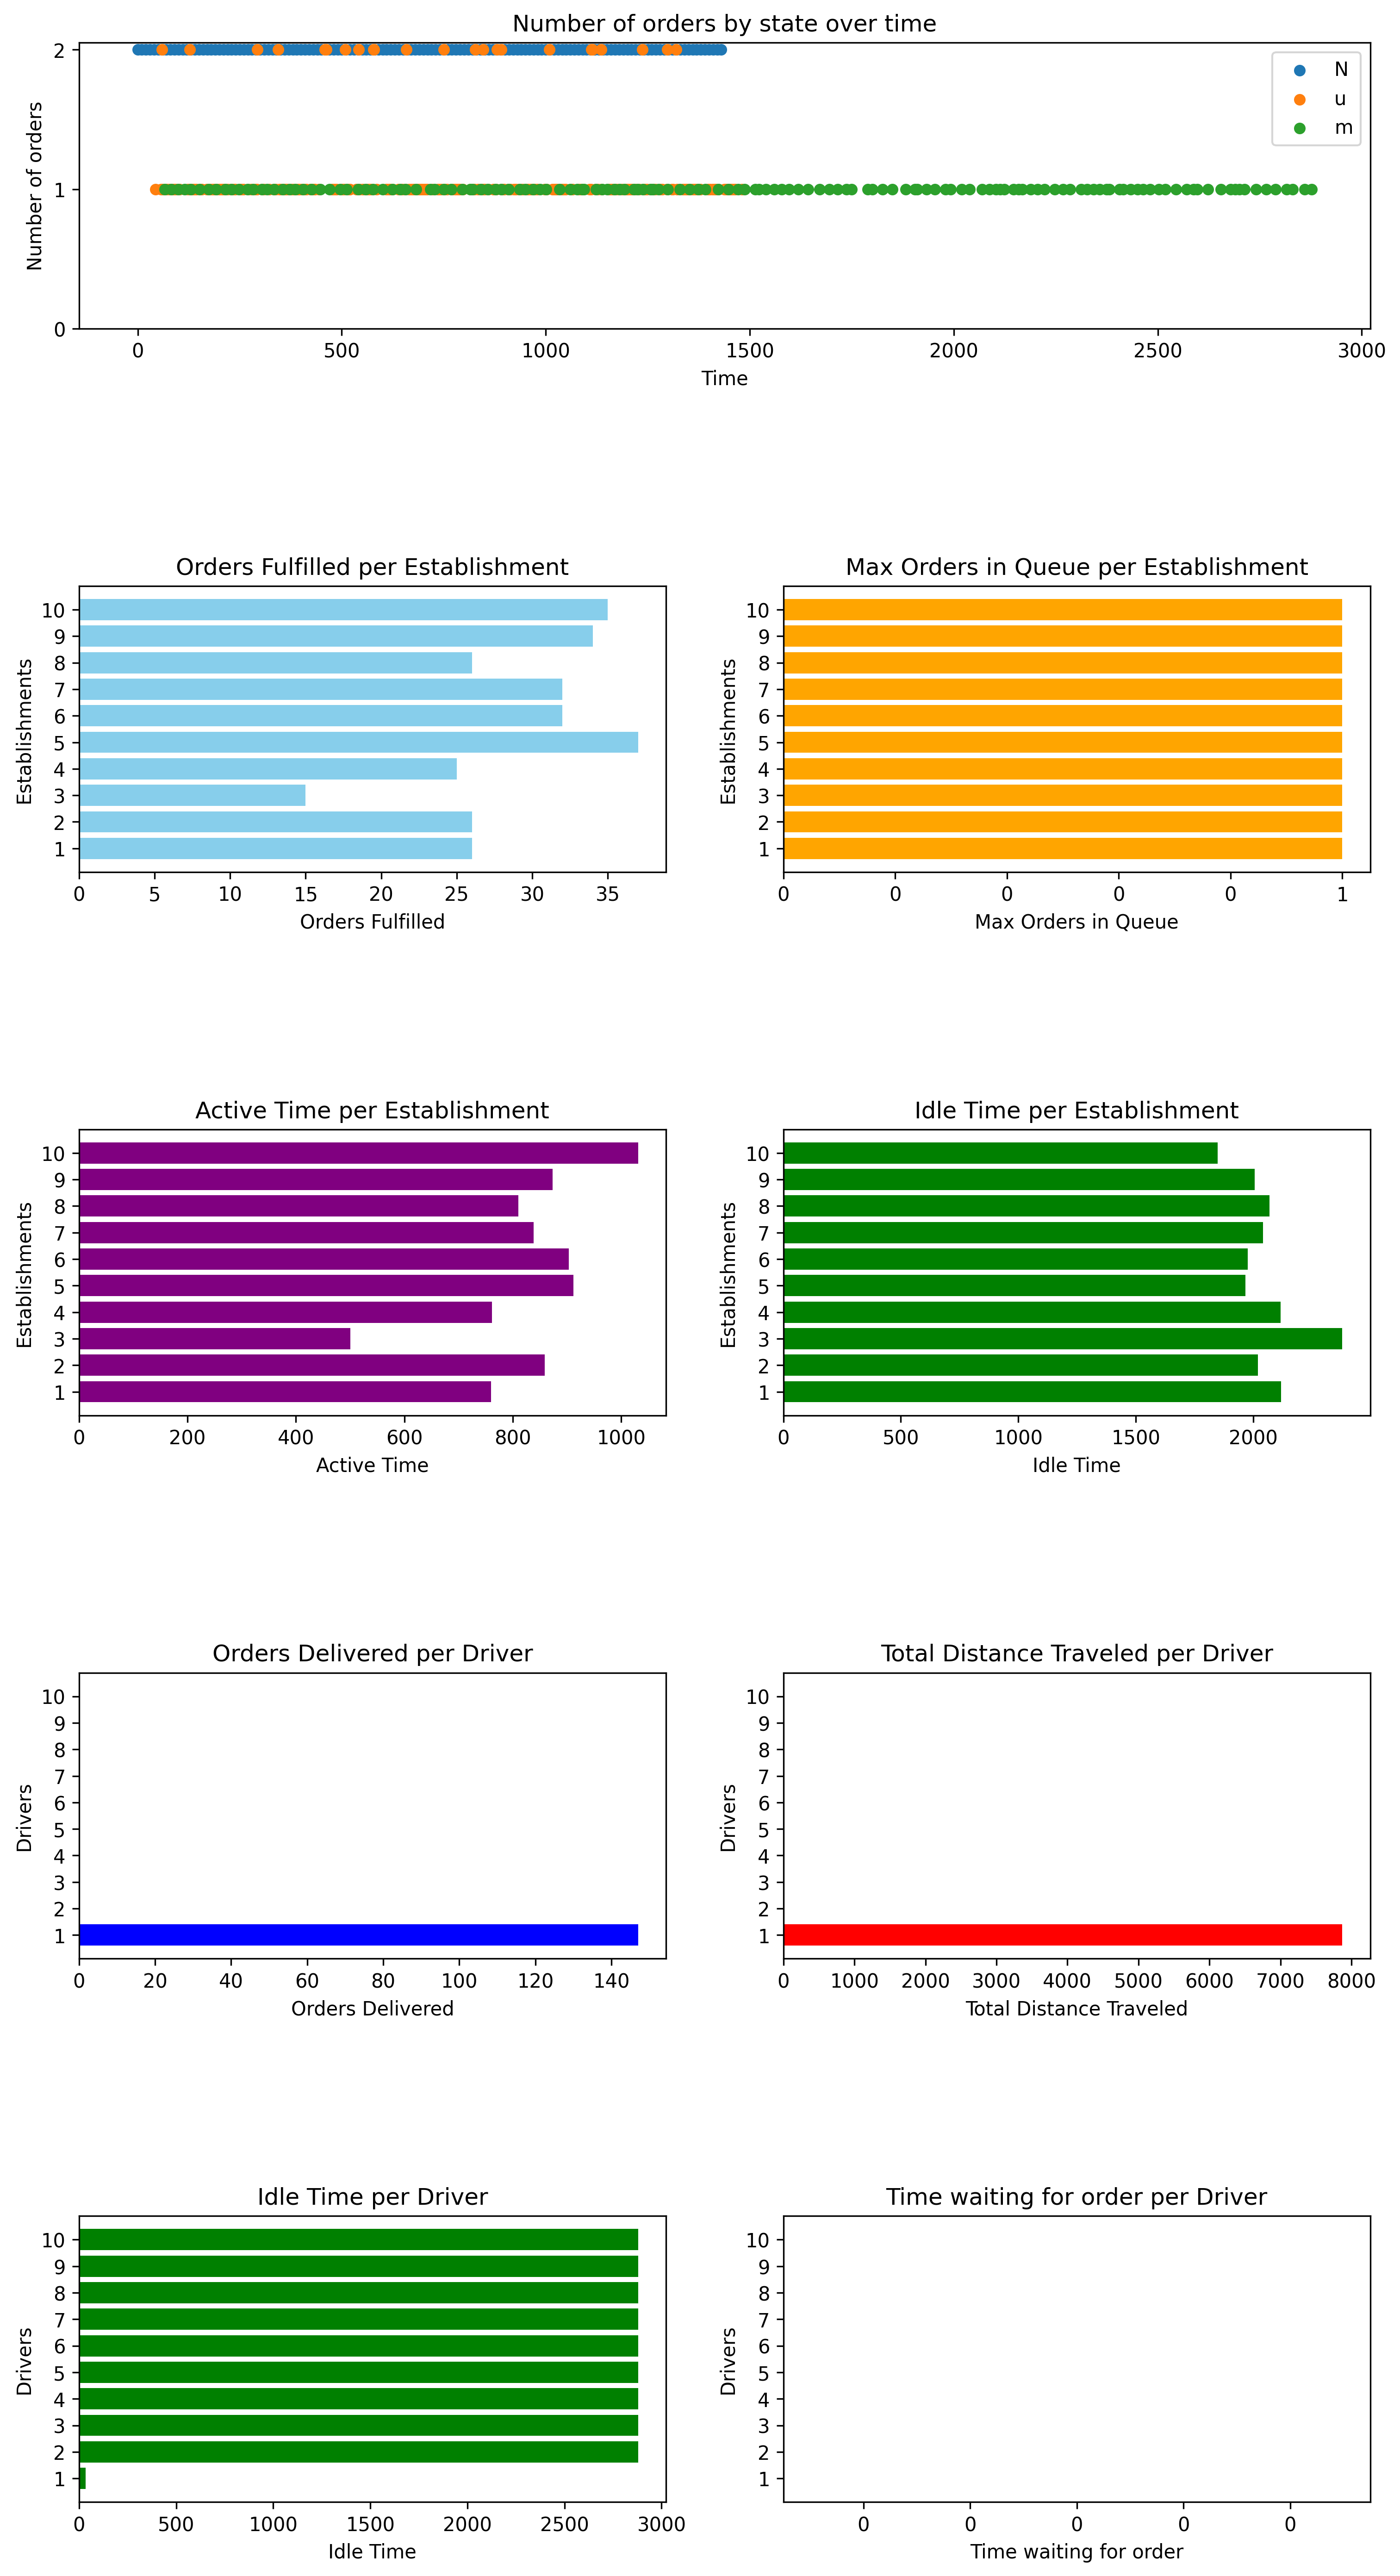 Number of orders by state over time
Number of orders
2
1
0
N
u
m
0 500 1000 1500 2000 2500 3000
Time
Orders Fulfilled per Establishment
Establishments
10
9
8
7
6
5
4
3
2
1
0 5 10 15 20 25 30 35
Orders Fulfilled
Max Orders in Queue per Establishment
Establishments
10
9
8
7
6
5
4
3
2
1
0 0 0 0 0 1
Max Orders in Queue
Active Time per Establishment
Establishments
10
9
8
7
6
5
4
3
2
1
0 200 400 600 800 1000
Active Time
Idle Time per Establishment
Establishments
10
9
8
7
6
5
4
3
2
1
0 500 1000 1500 2000
Idle Time
Orders Delivered per Driver
Drivers
10
9
8
7
6
5
4
3
2
1
0 20 40 60 80 100 120 140
Orders Delivered
Total Distance Traveled per Driver
Drivers
10
9
8
7
6
5
4
3
2
1
0 1000 2000 3000 4000 5000 6000 7000 8000
Total Distance Traveled
Idle Time per Driver
Drivers
10
9
8
7
6
5
4
3
2
1
0 500 1000 1500 2000 2500 3000
Idle Time
Time waiting for order per Driver
Drivers
10
9
8
7
6
5
4
3
2
1
0 0 0 0 0
Time waiting for order